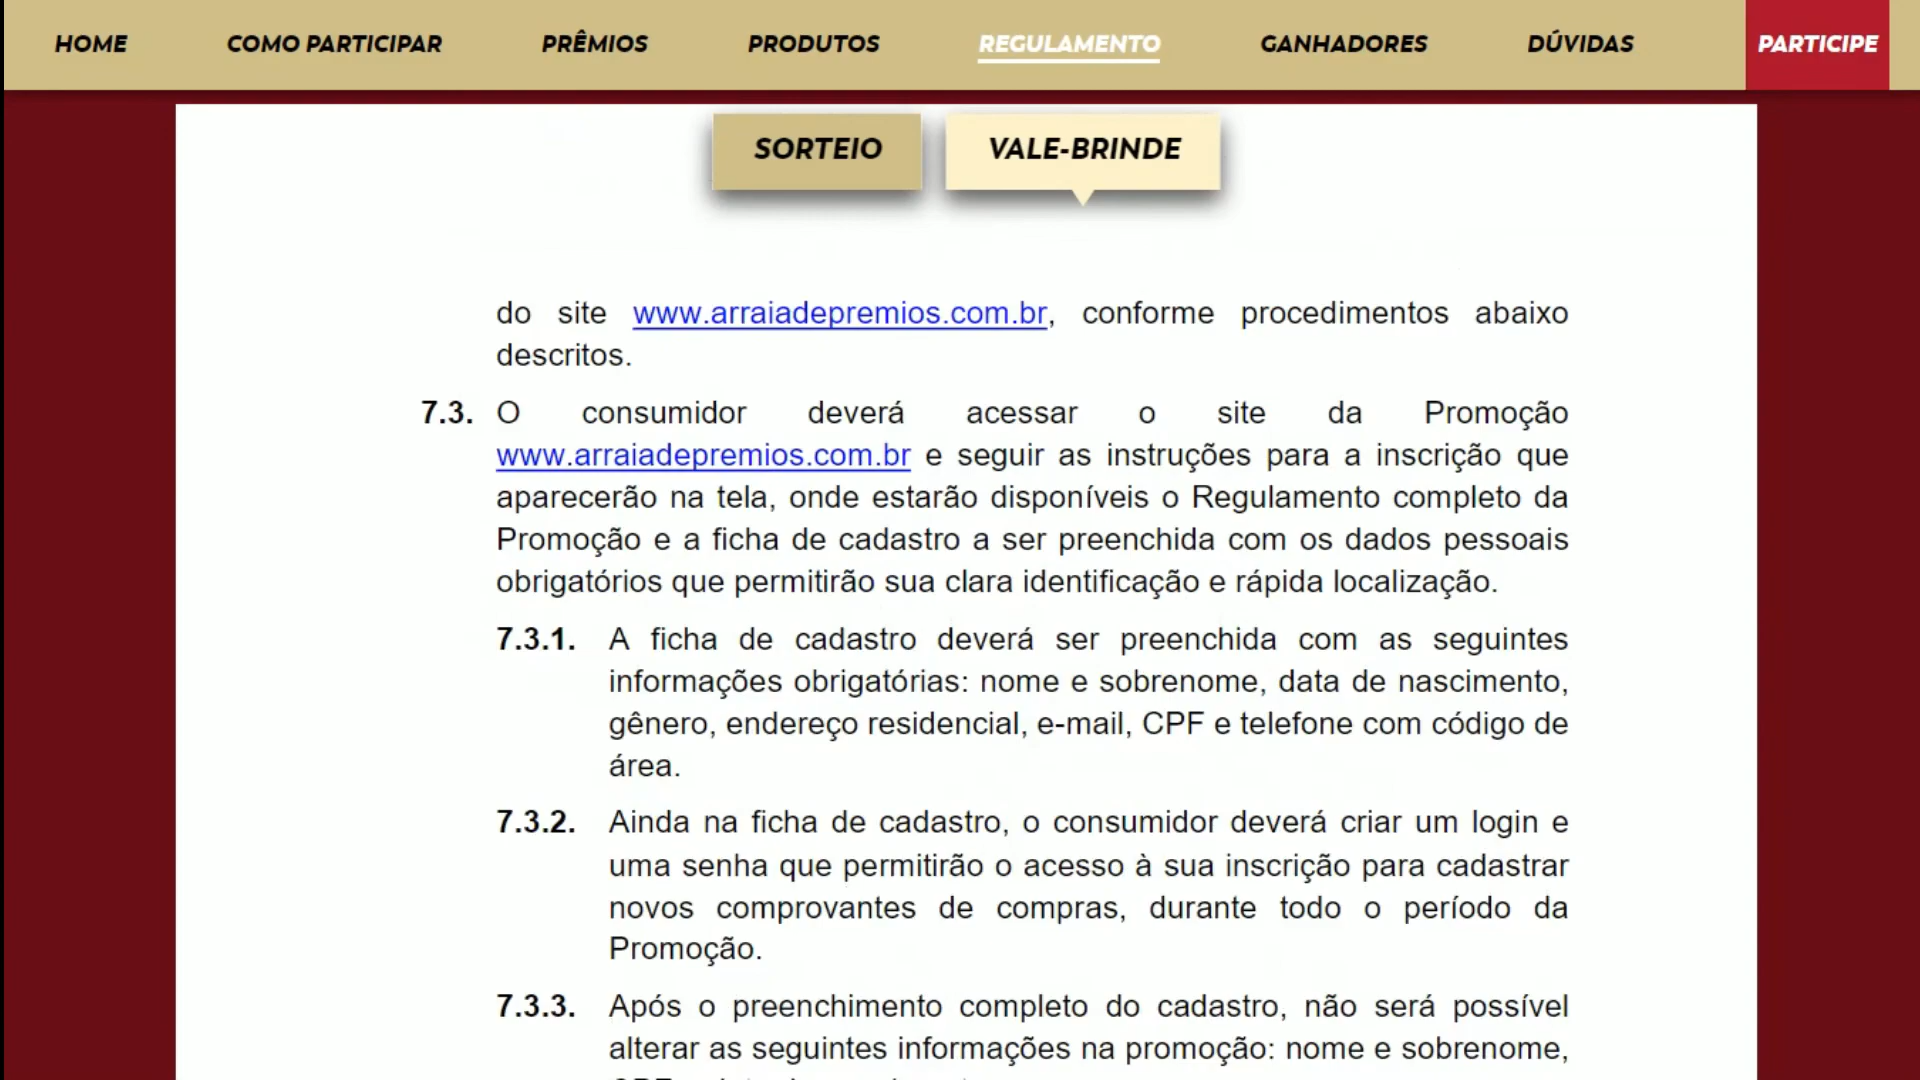 HOME COMO PARTICIPAR PRÊMIOS PRODUTOS REGULAMENTO GANHADORES DÚVIDAS PARTICIPE
SORTEIO VALE-BRINDE
do site www.arraiadepremios.com.br, conforme procedimentos abaixo
descritos.
7.3. O consumidor deverá acessar o site da Promoção
www.arraiadepremios.com.br e seguir as instruções para a inscrição que
aparecerão na tela, onde estarão disponíveis o Regulamento completo da
Promoção e a ficha de cadastro a ser preenchida com os dados pessoais
obrigatórios que permitirão sua clara identificação e rápida localização.
7.3.1. A ficha de cadastro deverá ser preenchida com as seguintes
informações obrigatórias: nome e sobrenome, data de nascimento,
gênero, endereço residencial, e-mail, CPF e telefone com código de
área.
7.3.2. Ainda na ficha de cadastro, o consumidor deverá criar um login e
uma senha que permitirão o acesso à sua inscrição para cadastrar
novos comprovantes de compras, durante todo o período da
Promoção.
7.3.3. Após o preenchimento completo do cadastro, não será possível
alterar as seguintes informações na promoção: nome e sobrenome,